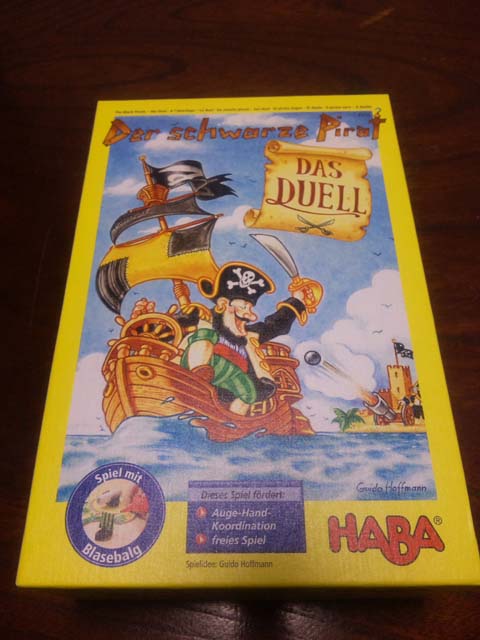 Der schwarze Pirat
DAS
DUELL
Guido Hoffmann
Spiel mit
Blasebalg
Dieses Spiel fördert:
Auge-Hand-
Koordination
freies Spiel
HABA®
Spielidee: Guido Hoffmann